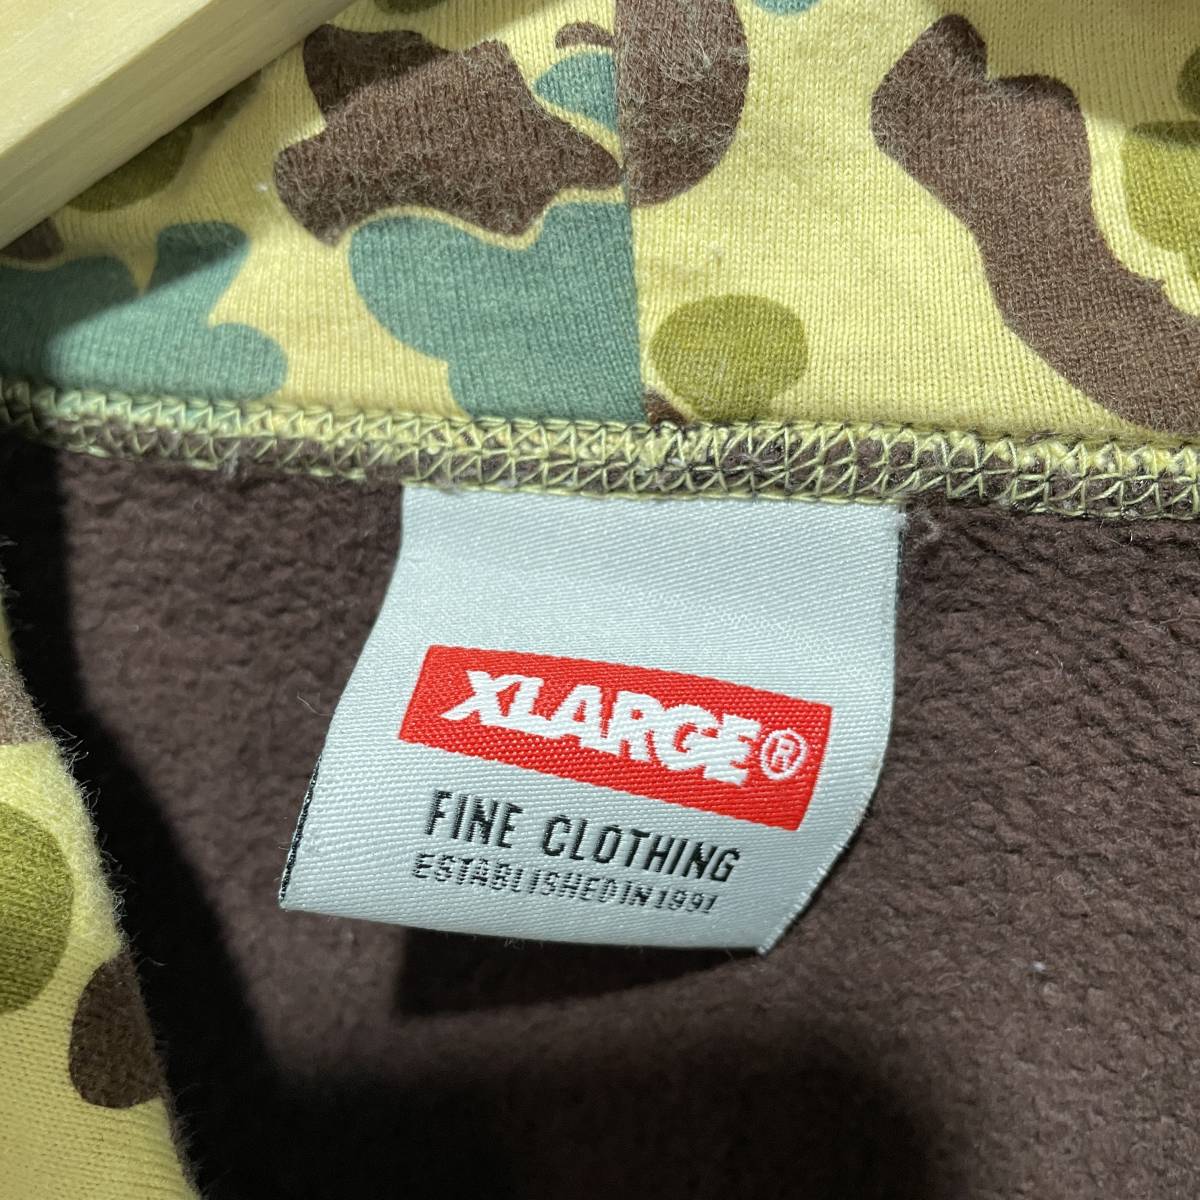 XLARGE®
FINE CLOTHING
ESTABLISHED IN 1991